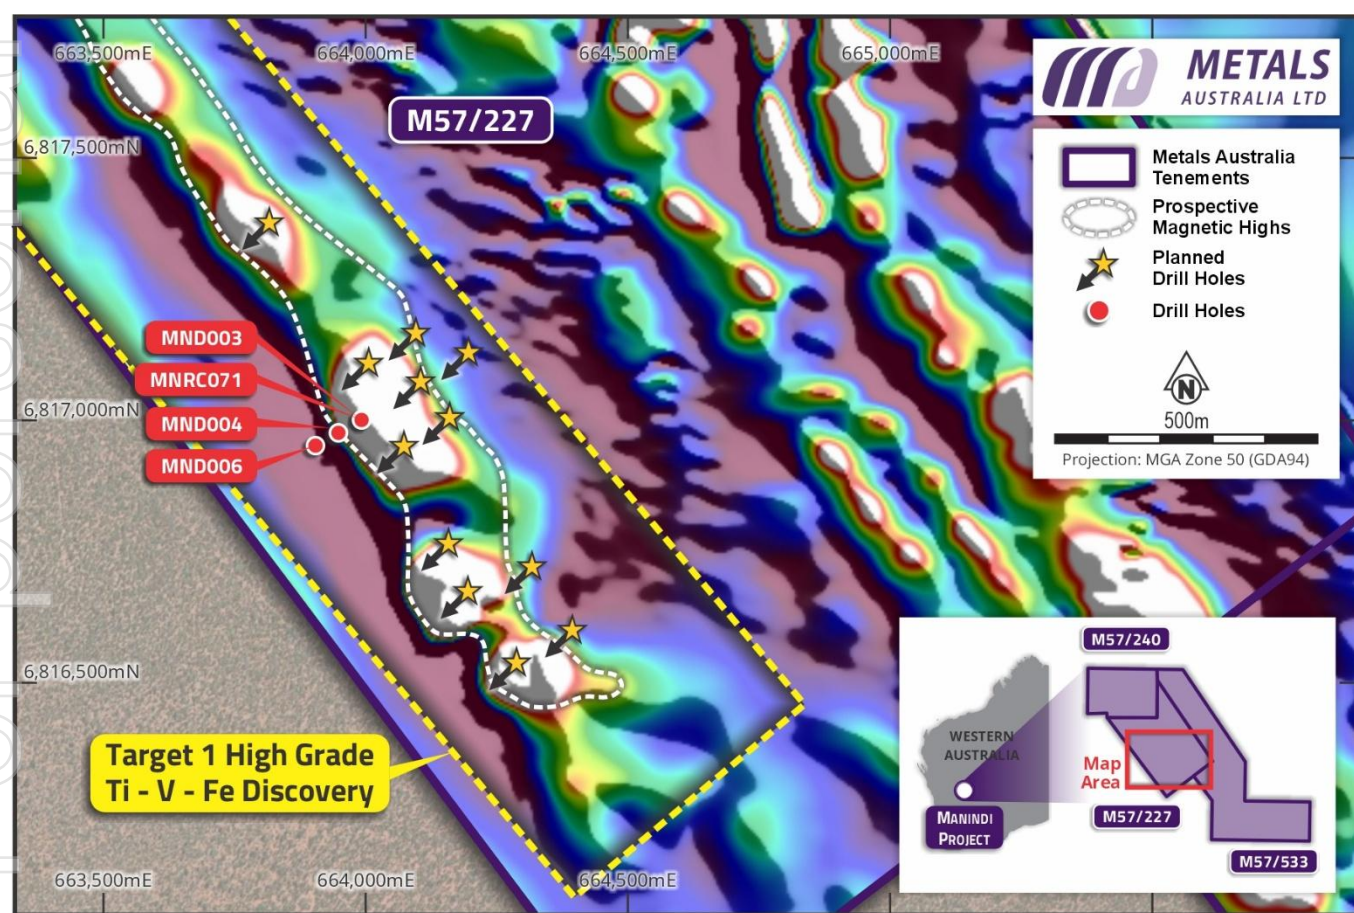 663,500mE
664,000mE
664,500mE
665,000mE
METALS
AUSTRALIA LTD
M57/227
6,817,500mN
Metals Australia
Tenements
Prospective
Magnetic Highs
Planned
Drill Holes
Drill Holes
N
500m
Projection: MGA Zone 50 (GDA94)
MND003
MNRC071
6,817,000mN
MND004
MND006
6,816,500mN
Target 1 High Grade
Ti - V - Fe Discovery
M57/240
WESTERN
AUSTRALIA
Map
Area
MANINDI
PROJECT
M57/227
M57/533
663,500mE
664,000mE
664,500mE